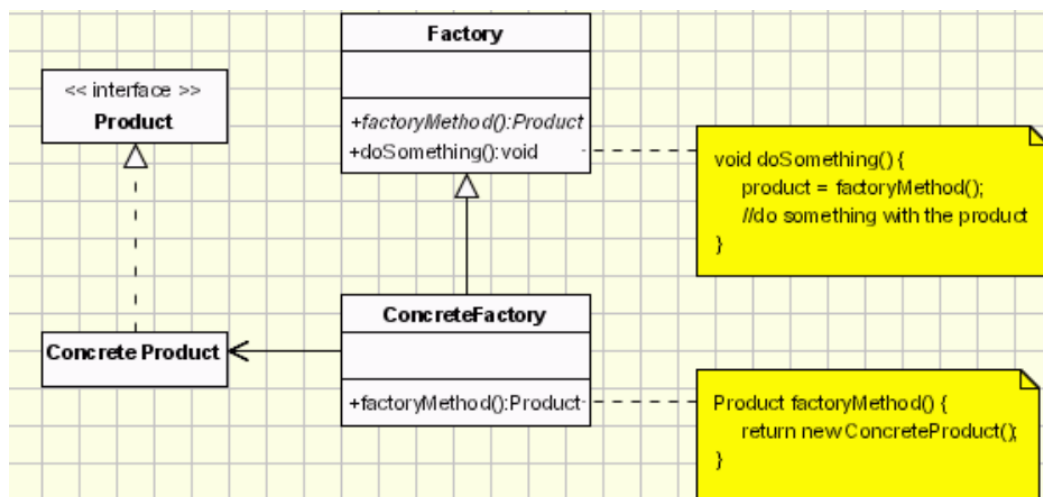 Factory
<< interface >>
Product
+factoryMethod():Product
+doSomething():void
void doSomething() {
product = factoryMethod();
//do something with the product
}
ConcreteFactory
Concrete Product
+factoryMethod():Product
Product factoryMethod() {
return new ConcreteProduct();
}